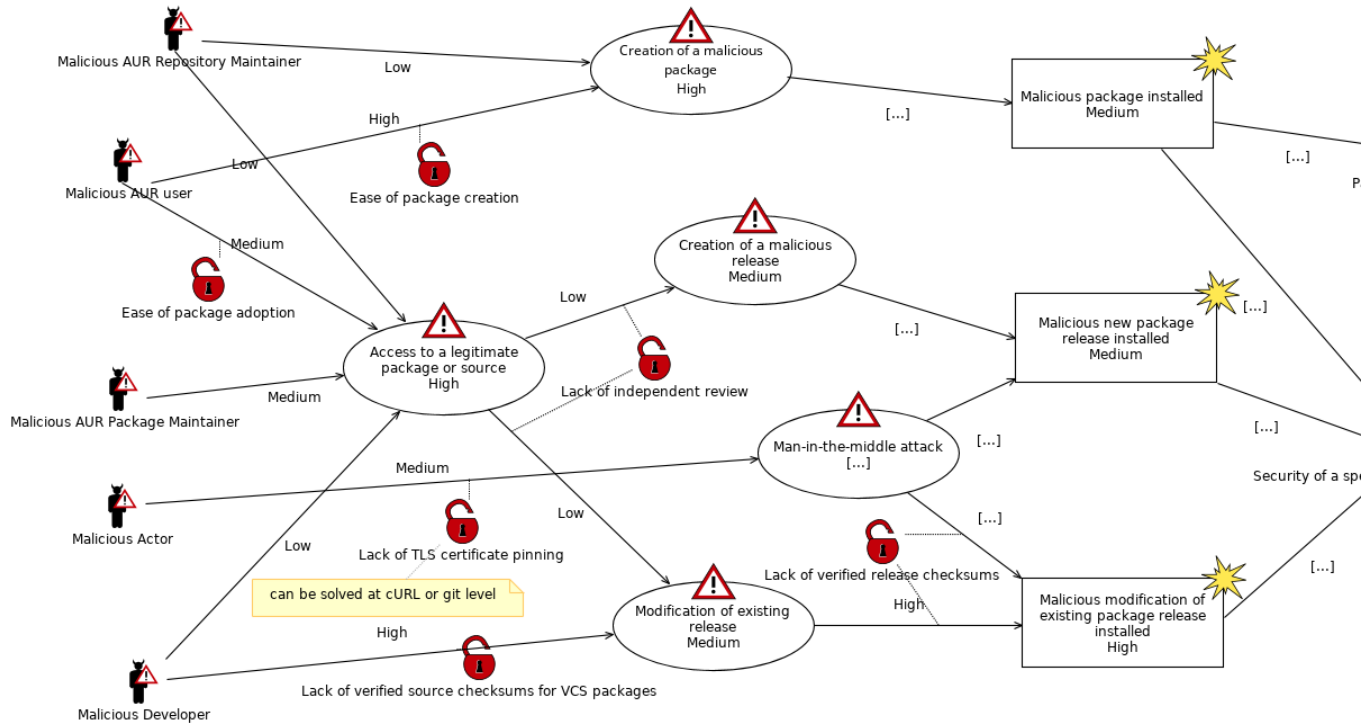 Malicious AUR Repository Maintainer
Low
Creation of a malicious
package
High
[...]
Malicious package installed
Medium
[...]
High
Low
Malicious AUR user
Ease of package creation
Medium
Ease of package adoption
Creation of a malicious
release
Medium
Low
[...]
[...]
Malicious new package
release installed
Medium
Access to a legitimate
package or source
High
Medium
Lack of independent review
Malicious AUR Package Maintainer
[...]
[...]
Man-in-the-middle attack
[...]
Medium
Security of a spe
Malicious Actor
Lack of TLS certificate pinning
can be solved at cURL or git level
Low
Low
[...]
Lack of verified release checksums
High
[...]
Modification of existing
release
Medium
Malicious modification of
existing package release
installed
High
High
Lack of verified source checksums for VCS packages
Malicious Developer